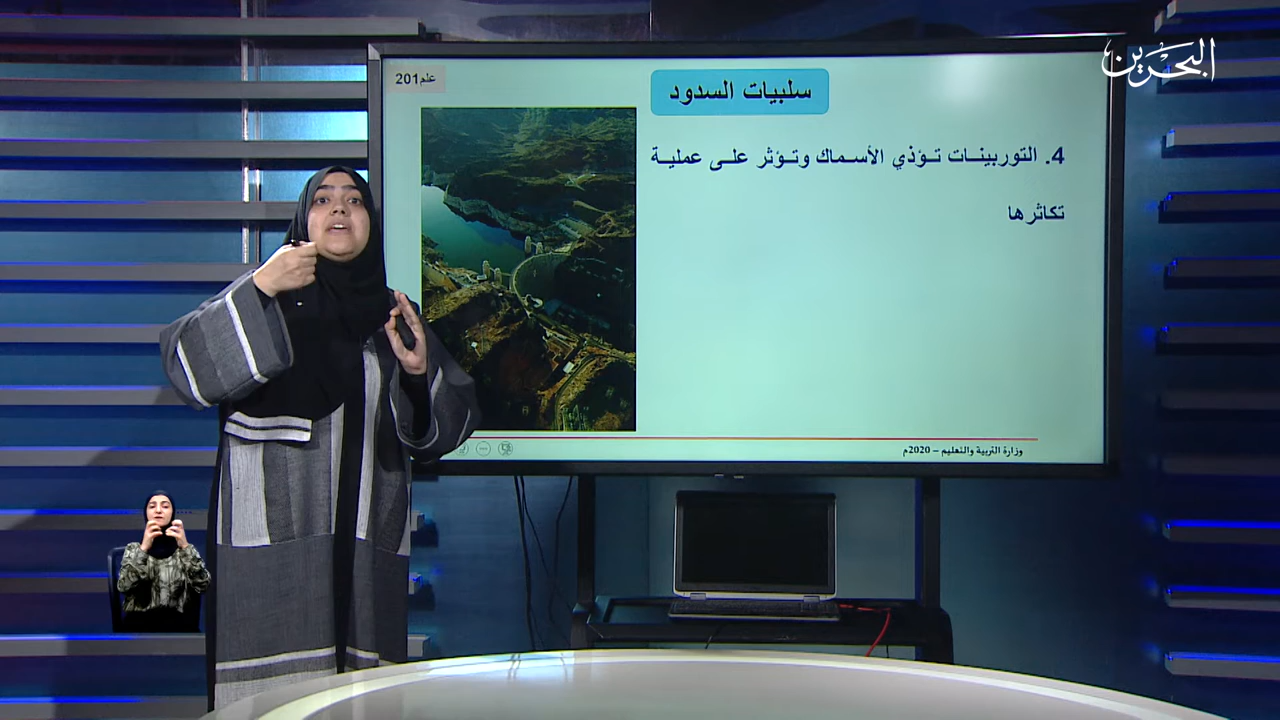 البحرين
علم201
سلبيات السدود
4. التوربينات تؤذي الأسماك وتؤثر على عملية
تكاثرها
وزارة التربية والتعليم – 2020م